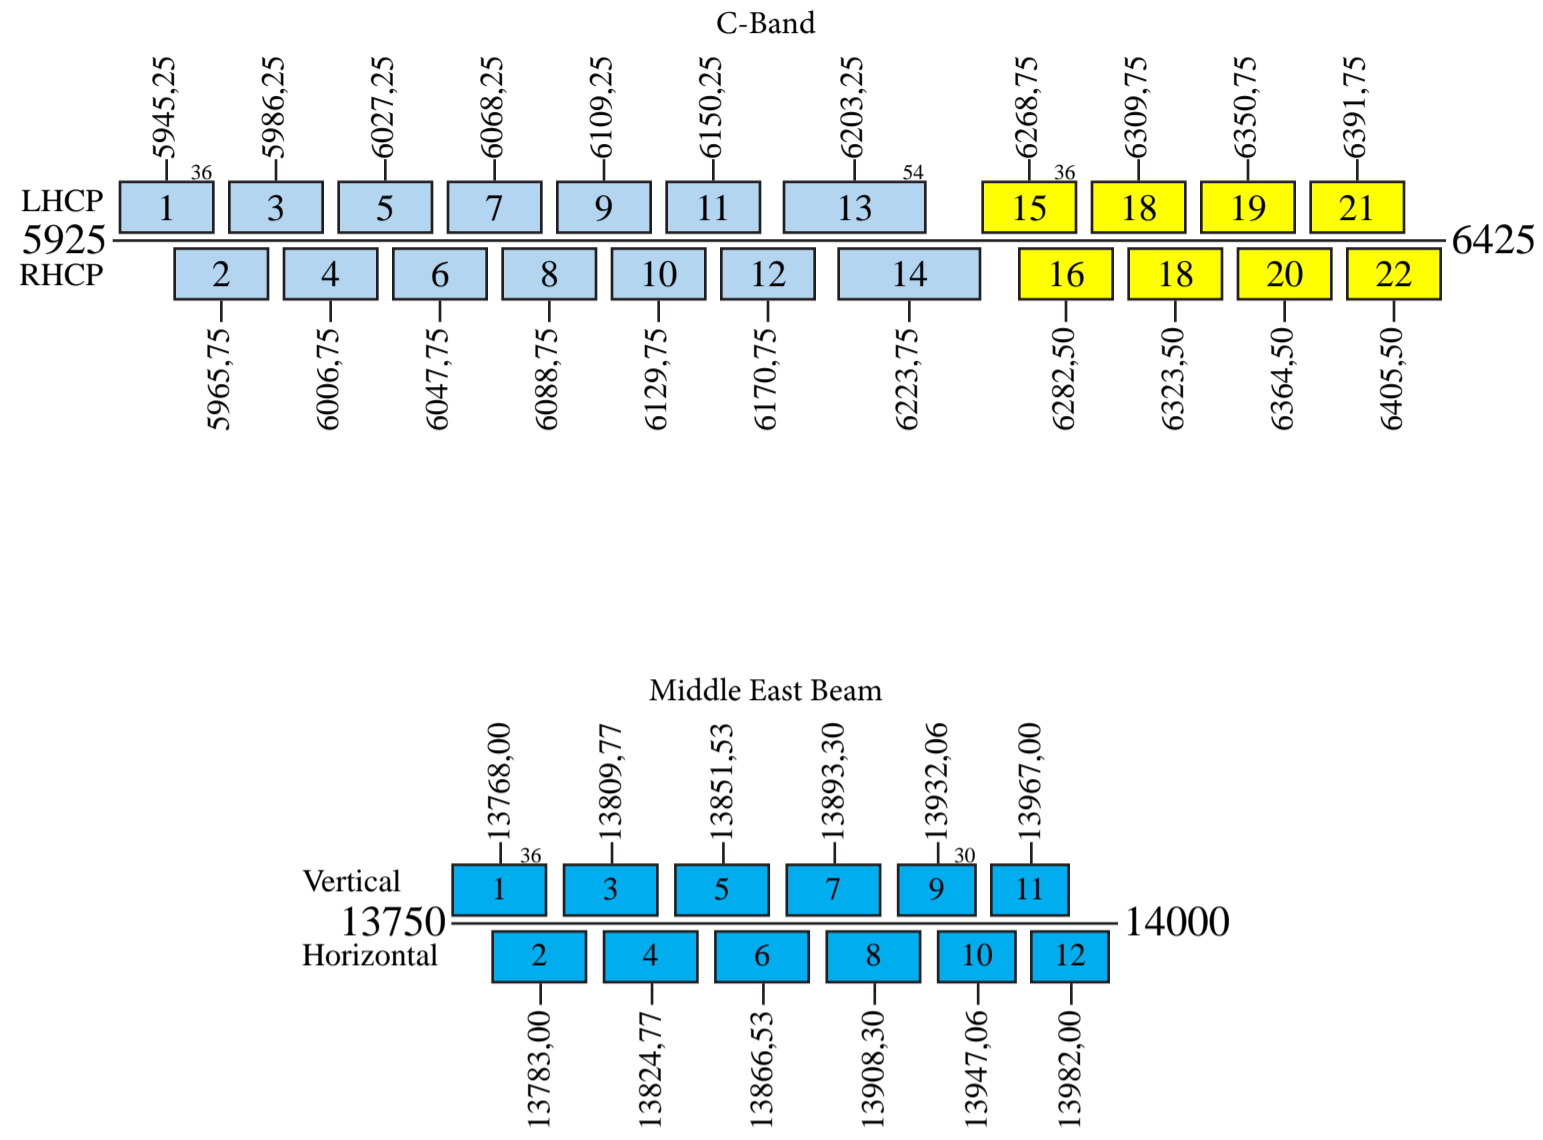 C-Band
5945,25 5986,25 6027,25 6068,25 6109,25 6150,25 6203,25 6268,75 6309,75 6350,75 6391,75
36 54 36
LHCP 1 3 5 7 9 11 13 15 18 19 21
5925 6425
RHCP 2 4 6 8 10 12 14 16 18 20 22
5965,75 6006,75 6047,75 6088,75 6129,75 6170,75 6223,75 6282,50 6323,50 6364,50 6405,50
Middle East Beam
13768,00 13809,77 13851,53 13893,30 13932,06 13967,00
36 30
Vertical 1 3 5 7 9 11
13750 14000
Horizontal 2 4 6 8 10 12
13783,00 13824,77 13866,53 13908,30 13947,06 13982,00